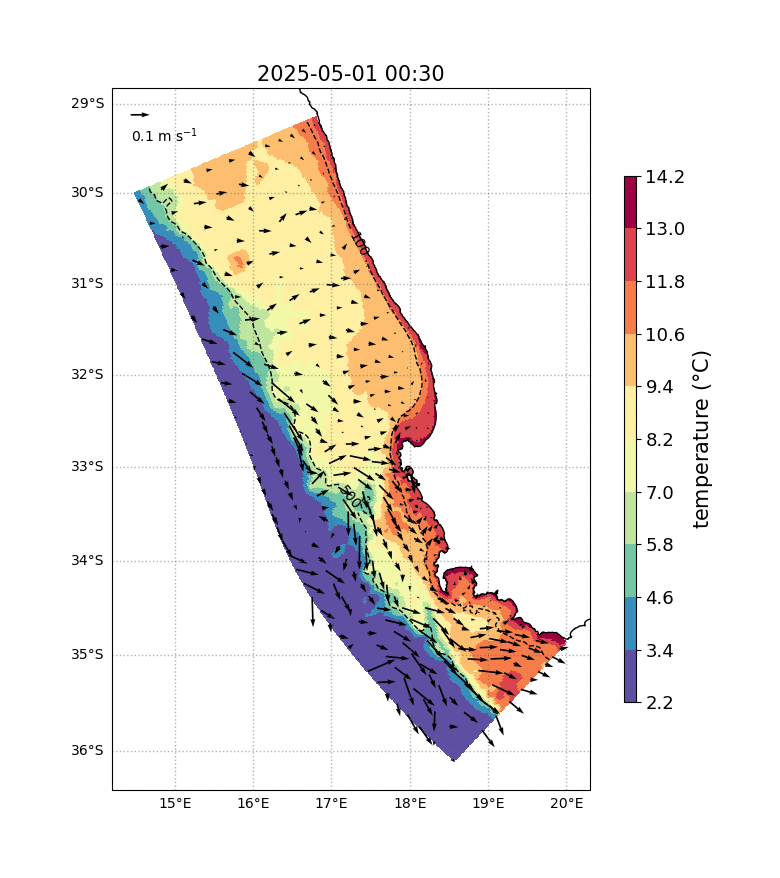 2025-05-01 00:30
0.1 m s⁻¹
29°S
30°S
31°S
32°S
33°S
34°S
35°S
36°S
100
500
15°E
16°E
17°E
18°E
19°E
20°E
14.2
13.0
11.8
10.6
9.4
8.2
7.0
5.8
4.6
3.4
2.2
temperature (°C)